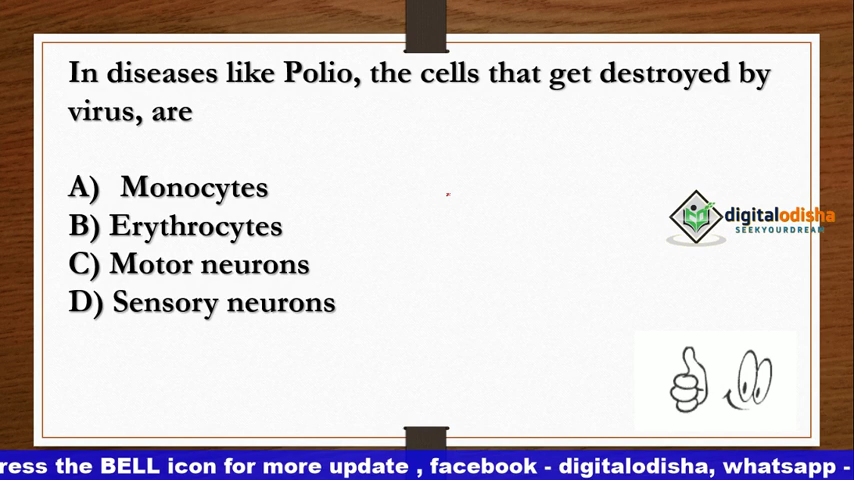 In diseases like Polio, the cells that get destroyed by
virus, are
A) Monocytes
B) Erythrocytes
C) Motor neurons
D) Sensory neurons
digitalodisha
SEEKYOURDREAM
ress the BELL icon for more update , facebook - digitalodisha, whatsapp -